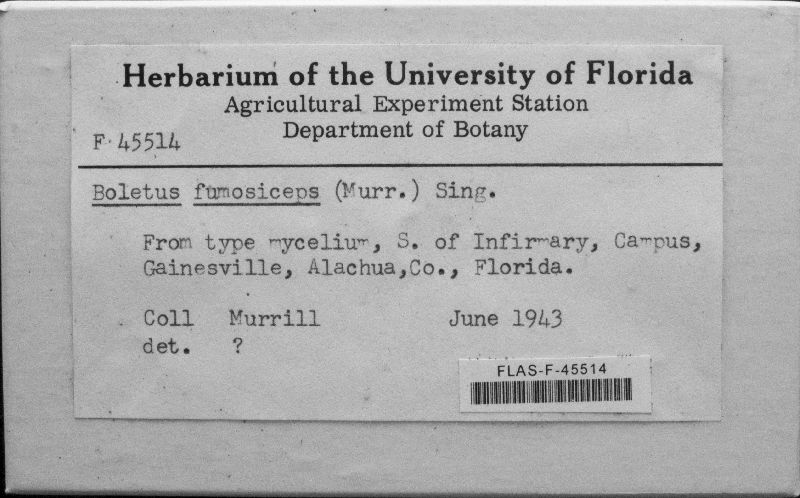 Herbarium of the University of Florida
Agricultural Experiment Station
Department of Botany
F-45514
Boletus fumosiceps (Murr.) Sing.
From type mycelium, S. of Infirmary, Campus,
Gainesville, Alachua,Co., Florida.
Coll Murrill June 1943
det. ?
FLAS-F-45514